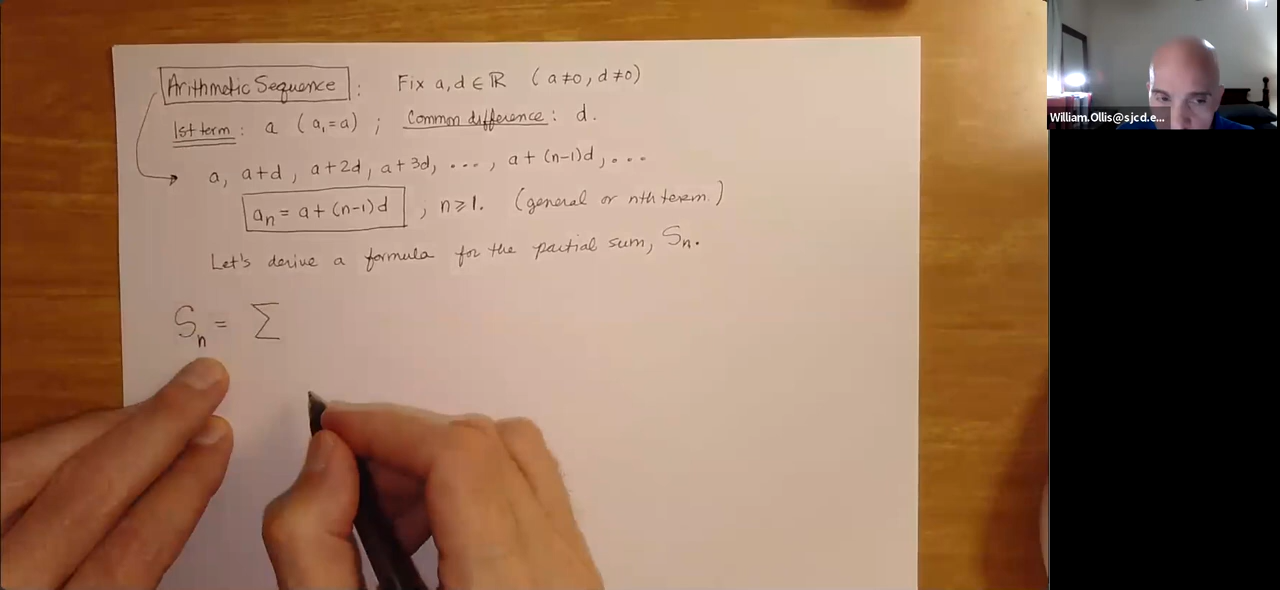 Arithmetic Sequence : Fix a, d ∈ ℝ (a≠0, d≠0)
1st term : a (a₁ = a) ; Common difference : d.
a, a+d, a+2d, a+3d, ..., a+(n-1)d, ...
aₙ = a + (n-1)d , n≥1. (general or nth term.)
Let's derive a formula for the partial sum, Sₙ.
Sₙ = Σ
William.Ollis@sjcd.e...